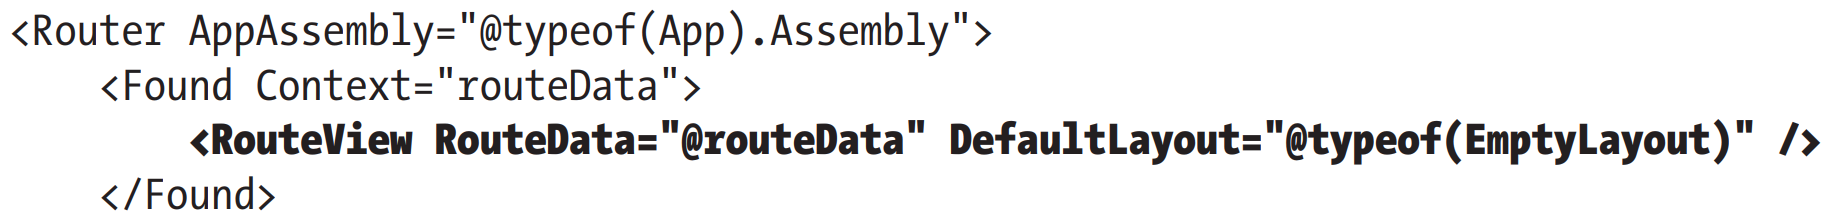 <Router AppAssembly="@typeof(App).Assembly">
    <Found Context="routeData">
        <RouteView RouteData="@routeData" DefaultLayout="@typeof(EmptyLayout)" />
    </Found>